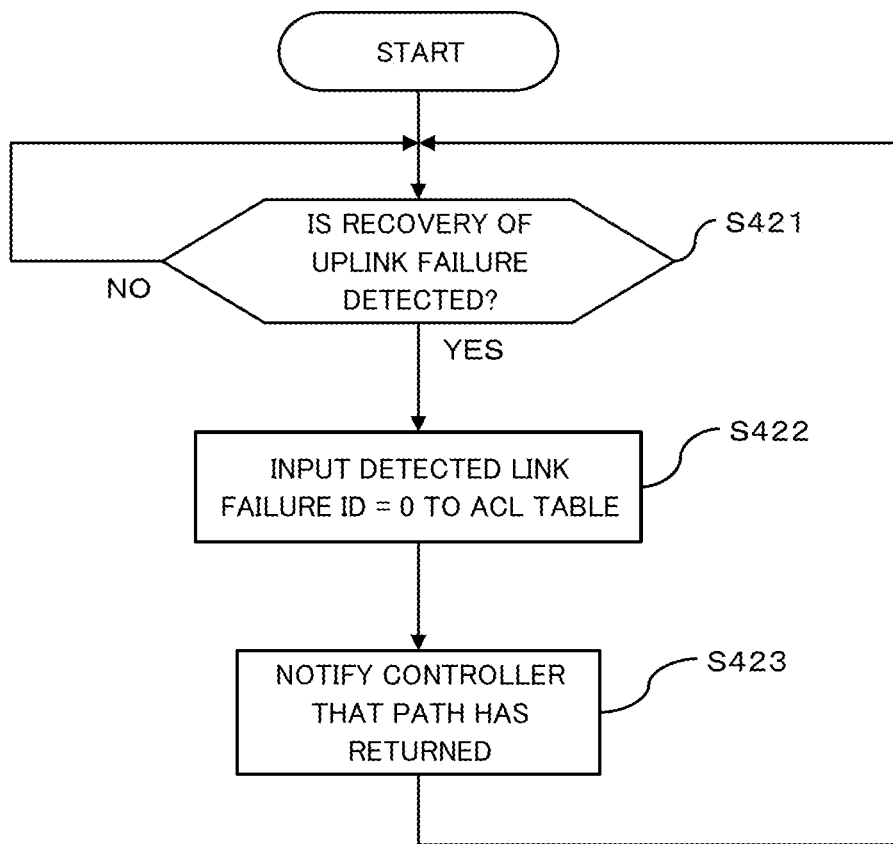 START
IS RECOVERY OF
UPLINK FAILURE
DETECTED?
S421
NO
YES
INPUT DETECTED LINK
FAILURE ID = 0 TO ACL TABLE
S422
NOTIFY CONTROLLER
THAT PATH HAS
RETURNED
S423